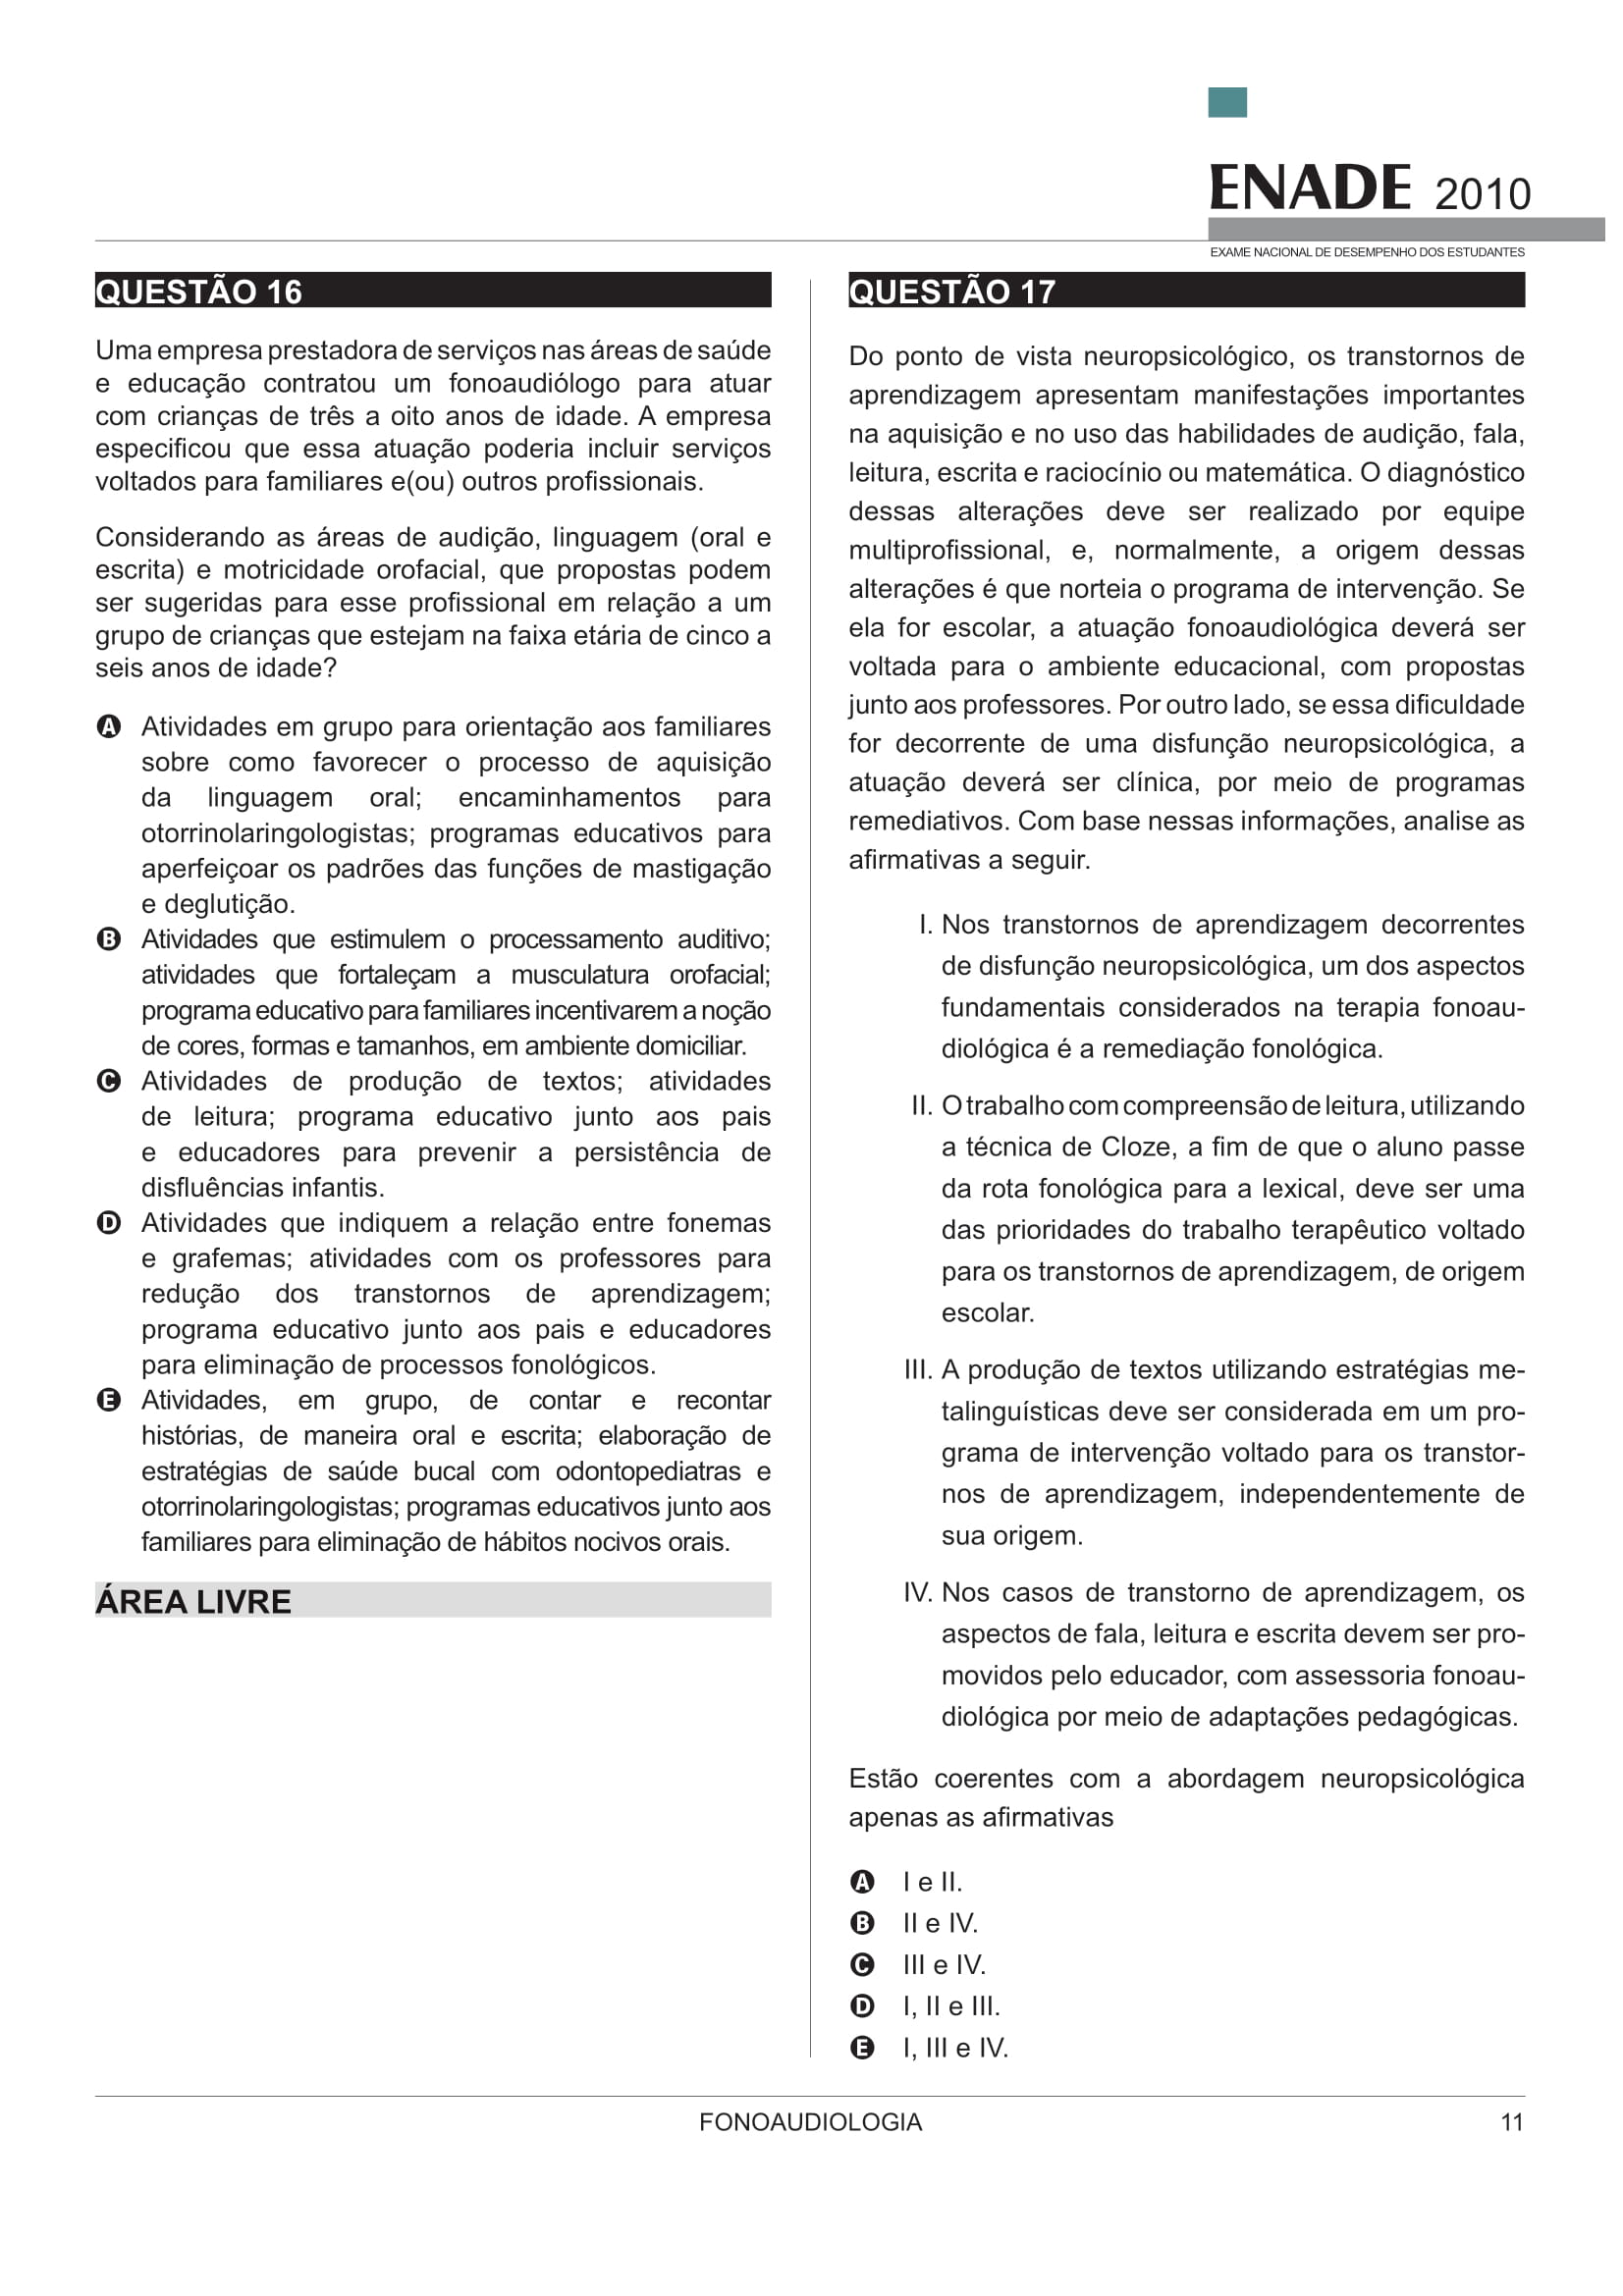 ENADE 2010
EXAME NACIONAL DE DESEMPENHO DOS ESTUDANTES
QUESTÃO 16
Uma empresa prestadora de serviços nas áreas de saúde
e educação contratou um fonoaudiólogo para atuar
com crianças de três a oito anos de idade. A empresa
especificou que essa atuação poderia incluir serviços
voltados para familiares e(ou) outros profissionais.
Considerando as áreas de audição, linguagem (oral e
escrita) e motricidade orofacial, que propostas podem
ser sugeridas para esse profissional em relação a um
grupo de crianças que estejam na faixa etária de cinco a
seis anos de idade?
A Atividades em grupo para orientação aos familiares
sobre como favorecer o processo de aquisição
da linguagem oral; encaminhamentos para
otorrinolaringologistas; programas educativos para
aperfeiçoar os padrões das funções de mastigação
e deglutição.
B Atividades que estimulem o processamento auditivo;
atividades que fortaleçam a musculatura orofacial;
programa educativo para familiares incentivarem a noção
de cores, formas e tamanhos, em ambiente domiciliar.
C Atividades de produção de textos; atividades
de leitura; programa educativo junto aos pais
e educadores para prevenir a persistência de
disfluências infantis.
D Atividades que indiquem a relação entre fonemas
e grafemas; atividades com os professores para
redução dos transtornos de aprendizagem;
programa educativo junto aos pais e educadores
para eliminação de processos fonológicos.
E Atividades, em grupo, de contar e recontar
histórias, de maneira oral e escrita; elaboração de
estratégias de saúde bucal com odontopediatras e
otorrinolaringologistas; programas educativos junto aos
familiares para eliminação de hábitos nocivos orais.
ÁREA LIVRE
QUESTÃO 17
Do ponto de vista neuropsicológico, os transtornos de
aprendizagem apresentam manifestações importantes
na aquisição e no uso das habilidades de audição, fala,
leitura, escrita e raciocínio ou matemática. O diagnóstico
dessas alterações deve ser realizado por equipe
multiprofissional, e, normalmente, a origem dessas
alterações é que norteia o programa de intervenção. Se
ela for escolar, a atuação fonoaudiológica deverá ser
voltada para o ambiente educacional, com propostas
junto aos professores. Por outro lado, se essa dificuldade
for decorrente de uma disfunção neuropsicológica, a
atuação deverá ser clínica, por meio de programas
remediativos. Com base nessas informações, analise as
afirmativas a seguir.
I. Nos transtornos de aprendizagem decorrentes
de disfunção neuropsicológica, um dos aspectos
fundamentais considerados na terapia fonoau-
diológica é a remediação fonológica.
II. O trabalho com compreensão de leitura, utilizando
a técnica de Cloze, a fim de que o aluno passe
da rota fonológica para a lexical, deve ser uma
das prioridades do trabalho terapêutico voltado
para os transtornos de aprendizagem, de origem
escolar.
III. A produção de textos utilizando estratégias me-
talinguísticas deve ser considerada em um pro-
grama de intervenção voltado para os transtor-
nos de aprendizagem, independentemente de
sua origem.
IV. Nos casos de transtorno de aprendizagem, os
aspectos de fala, leitura e escrita devem ser pro-
movidos pelo educador, com assessoria fonoau-
diológica por meio de adaptações pedagógicas.
Estão coerentes com a abordagem neuropsicológica
apenas as afirmativas
A I e II.
B II e IV.
C III e IV.
D I, II e III.
E I, III e IV.
FONOAUDIOLOGIA
11